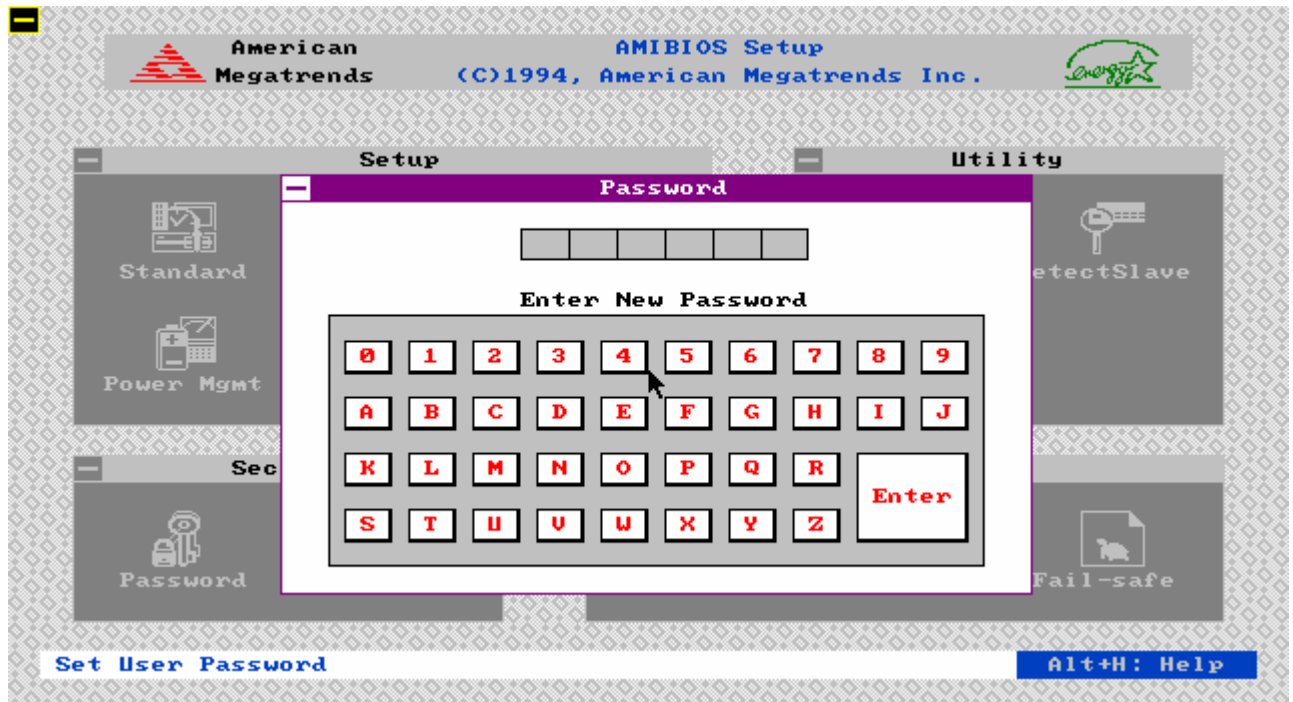 American AMIBIOS Setup
Megatrends (C)1994, American Megatrends Inc.
energy
Setup Utility
Password
Standard etectSlave
Enter New Password
0 1 2 3 4 5 6 7 8 9
Power Mgmt
A B C D E F G H I J
Sec
K L M N O P Q R
Enter
S T U V W X Y Z
Password Fail-safe
Set User Password Alt+H: Help